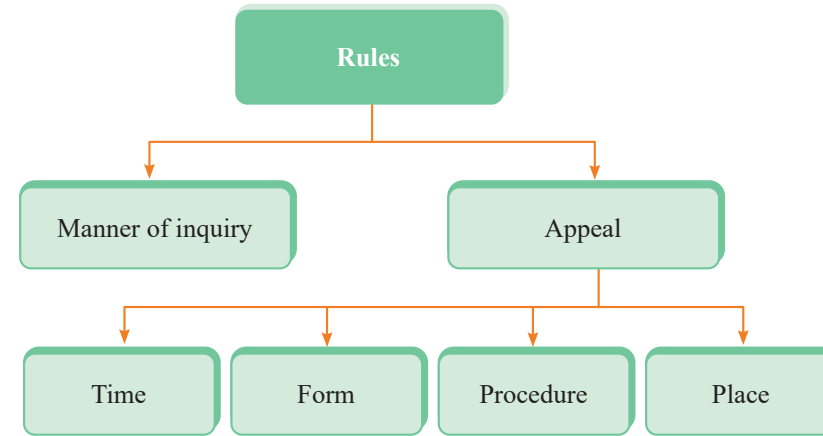 Rules
Manner of inquiry
Appeal
Time
Form
Procedure
Place